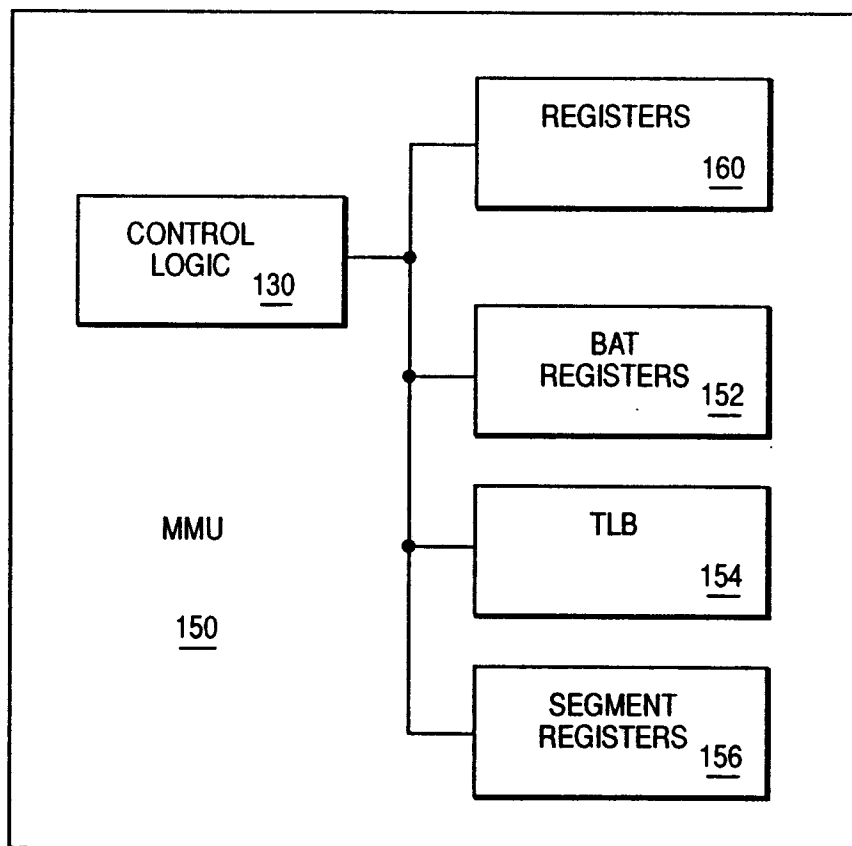 REGISTERS
160
CONTROL
LOGIC
130
BAT
REGISTERS
152
TLB
154
MMU
150
SEGMENT
REGISTERS
156